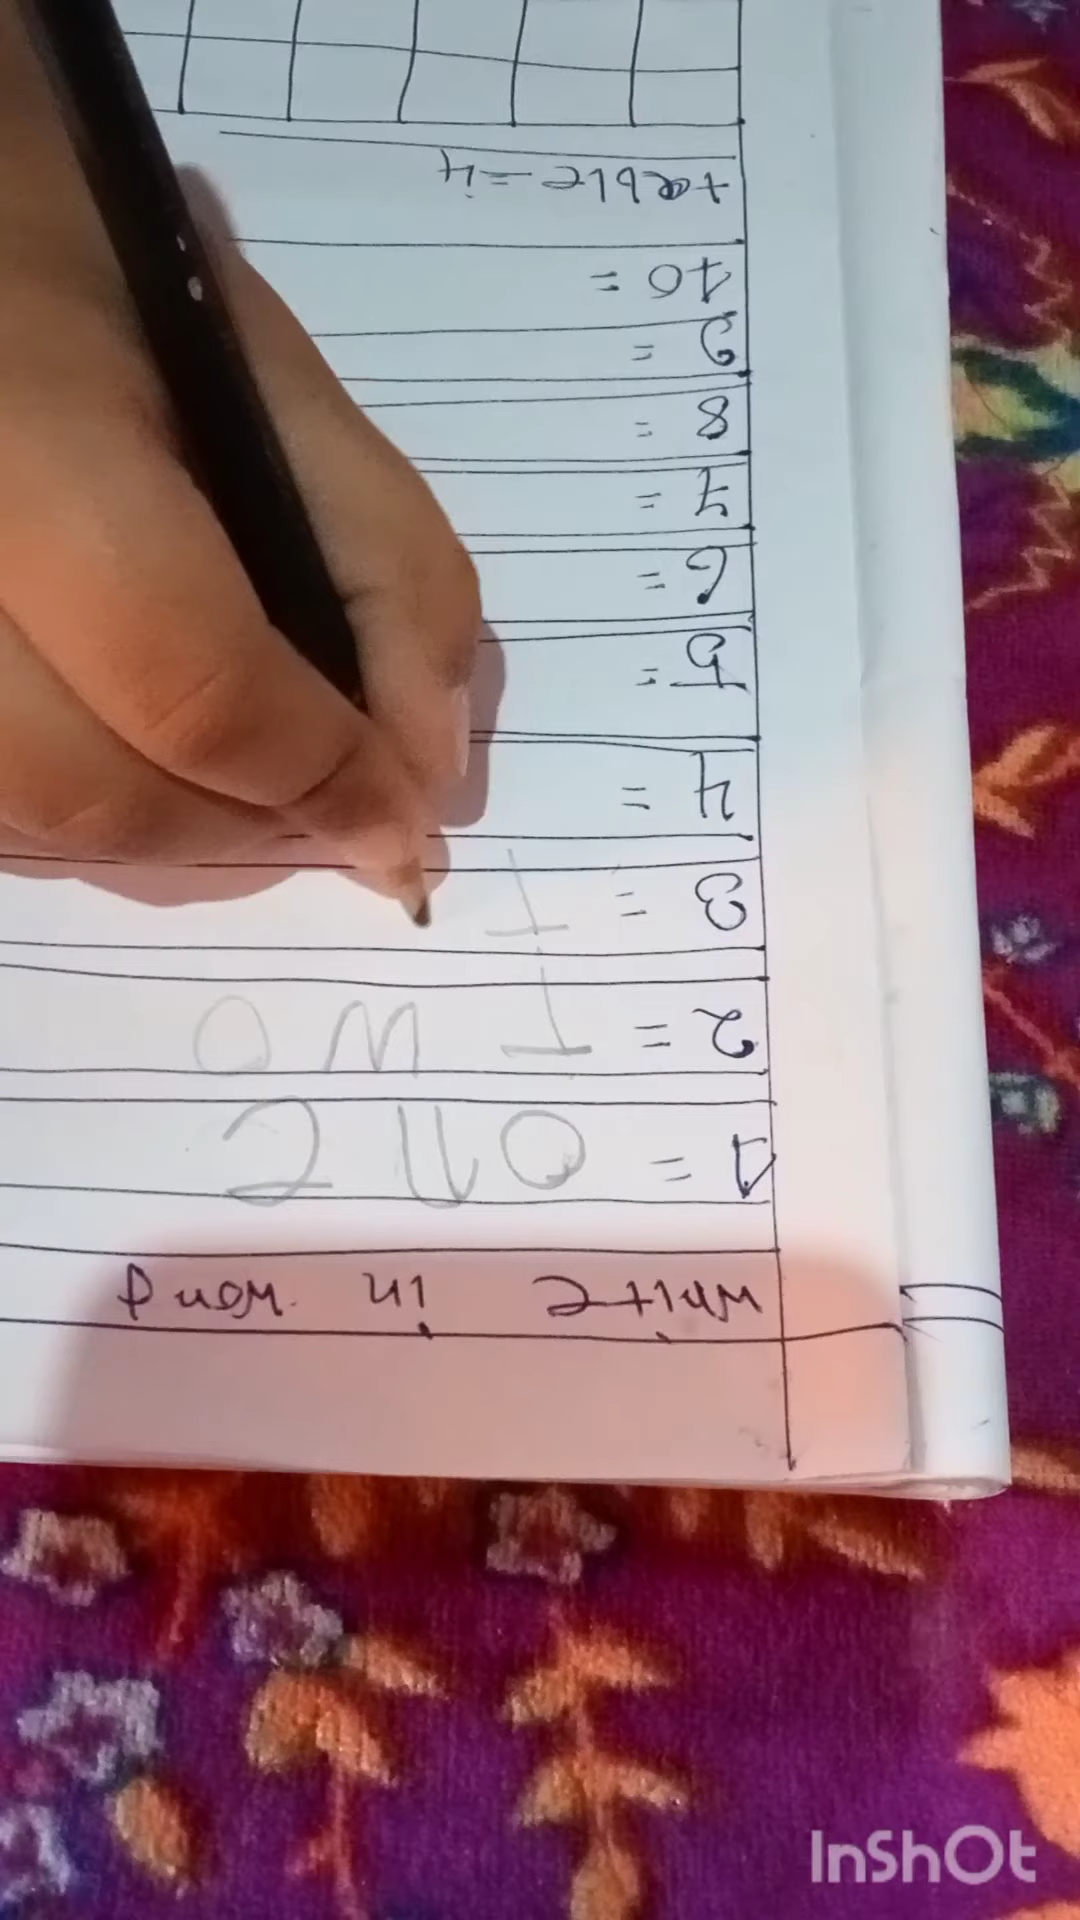 write in word
1 = One
2 = TWO
3 = T
4 =
5 =
6 =
7 =
8 =
9 =
10 =
table = 4
InShOt